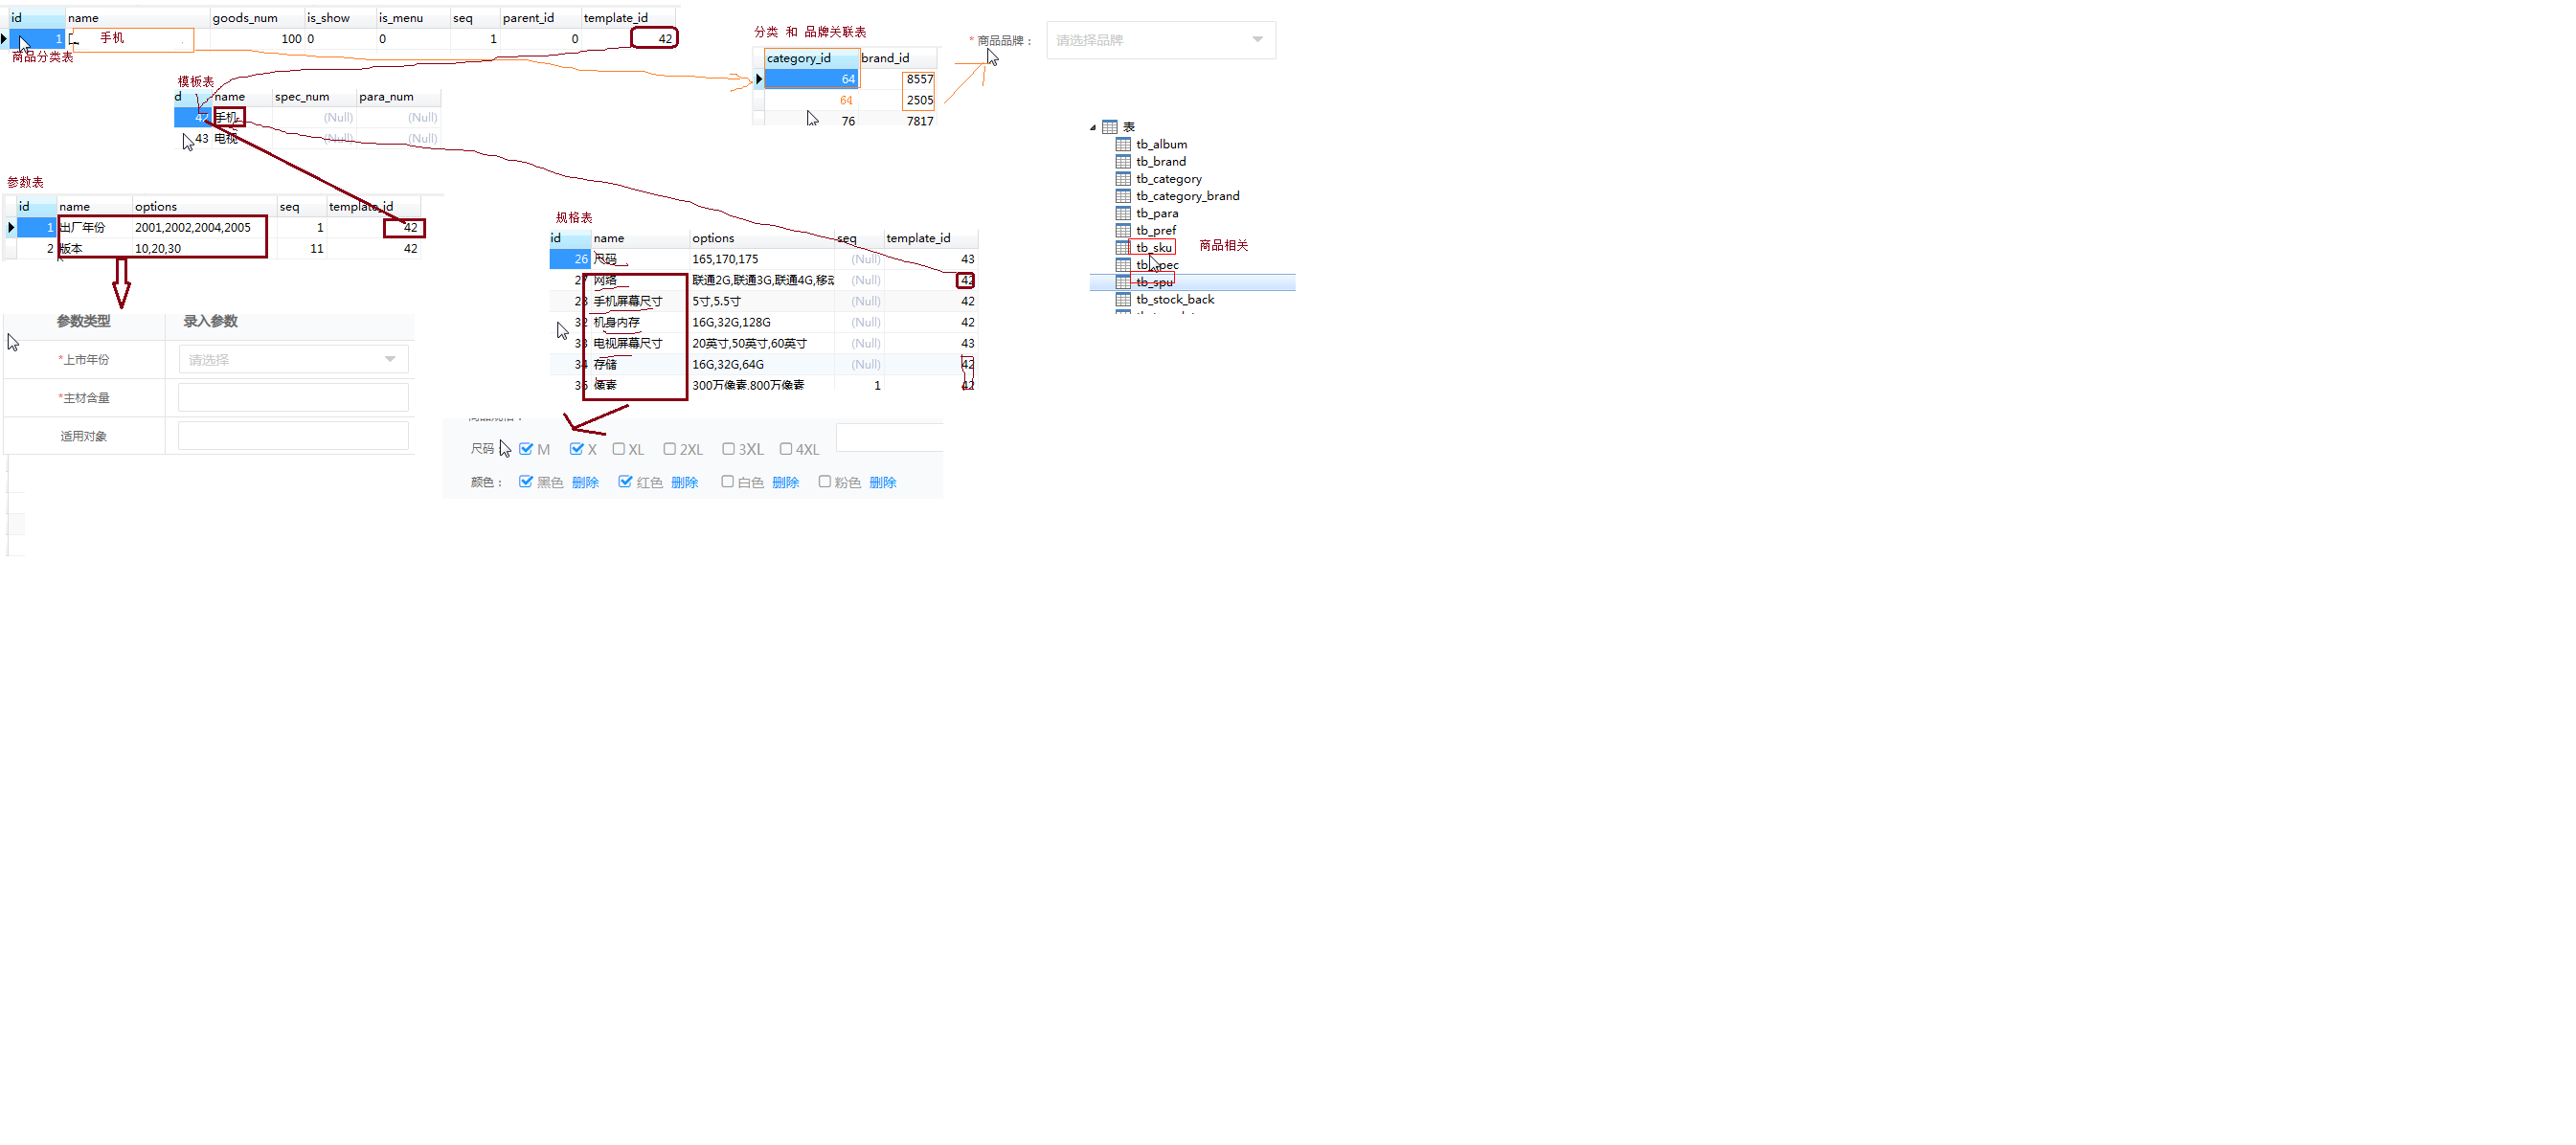 id name goods_num is_show is_menu seq parent_id template_id
1 手机 100 0 0 1 0 42
商品分类表
模板表
d name spec_num para_num
42 手机 (Null) (Null)
43 电视 (Null) (Null)
分类 和 品牌关联表
category_id brand_id
64 8557
64 2505
76 7817
* 商品品牌： 请选择品牌
表
tb_album
tb_brand
tb_category
tb_category_brand
tb_para
tb_pref
tb_sku 商品相关
tb_spec
tb_spu
tb_stock_back
参数表
id name options seq template_id
1 出厂年份 2001,2002,2004,2005 1 42
2 版本 10,20,30 11 42
参数类型 录入参数
*上市年份 请选择
*主材含量
适用对象
规格表
id name options seq template_id
26 尺码 165,170,175 (Null) 43
27 网络 联通2G,联通3G,联通4G,移动 (Null) 42
28 手机屏幕尺寸 5寸,5.5寸 (Null) 42
32 机身内存 16G,32G,128G (Null) 42
33 电视屏幕尺寸 20英寸,50英寸,60英寸 (Null) 43
34 存储 16G,32G,64G (Null) 42
35 像素 300万像素,800万像素 1 42
尺码 M X XL 2XL 3XL 4XL
颜色： 黑色 删除 红色 删除 白色 删除 粉色 删除